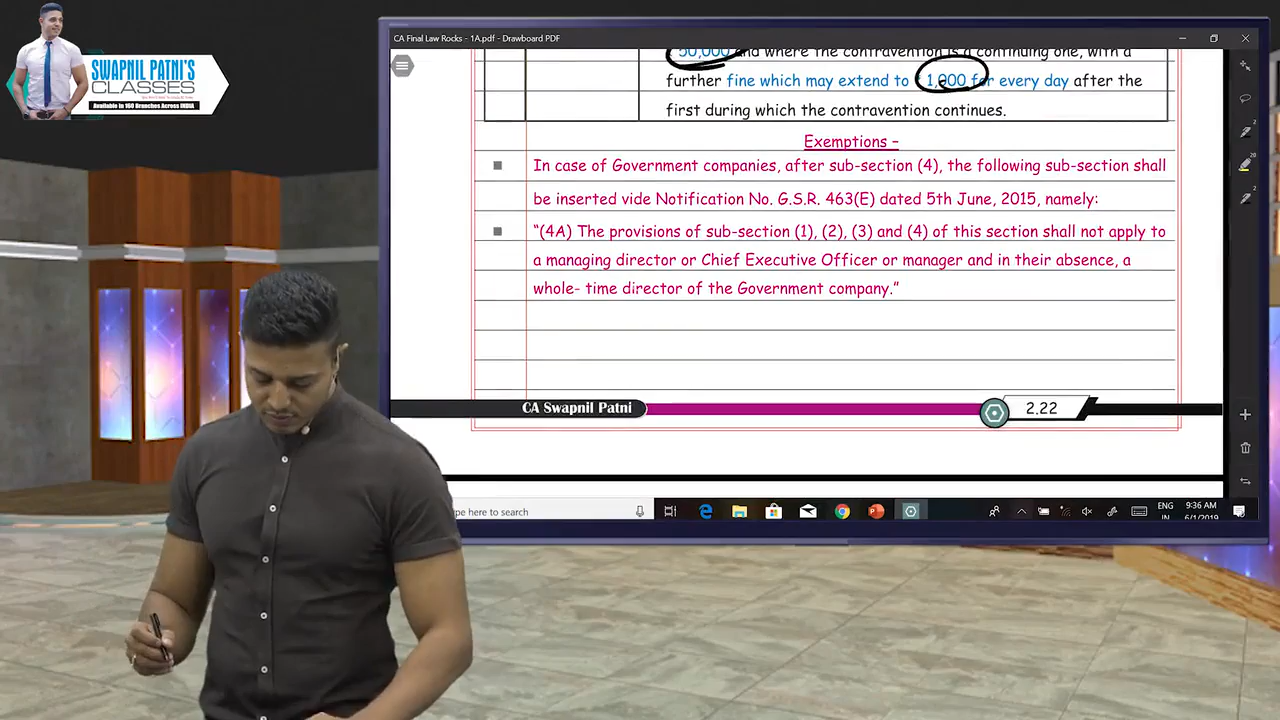 SWAPNIL PATNI'S
CLASSES
Available in 160 Branches Across INDIA
CA Final Law Rocks - 1A.pdf - Drawboard PDF
50,000 and where the contravention is a continuing one, with a
further fine which may extend to 1,000 for every day after the
first during which the contravention continues.
Exemptions –
In case of Government companies, after sub-section (4), the following sub-section shall
be inserted vide Notification No. G.S.R. 463(E) dated 5th June, 2015, namely:
“(4A) The provisions of sub-section (1), (2), (3) and (4) of this section shall not apply to
a managing director or Chief Executive Officer or manager and in their absence, a
whole- time director of the Government company.”
CA Swapnil Patni
2.22
ype here to search
ENG
IN
9:36 AM
6/1/2019